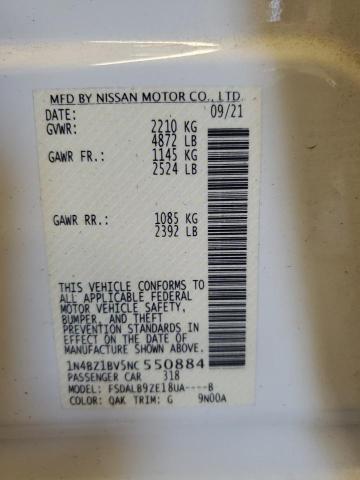 MFD BY NISSAN MOTOR CO., LTD.
DATE: 09/21
GVWR: 2210 KG
4872 LB
GAWR FR.: 1145 KG
2524 LB
GAWR RR.: 1085 KG
2392 LB
THIS VEHICLE CONFORMS TO
ALL APPLICABLE FEDERAL
MOTOR VEHICLE SAFETY,
BUMPER, AND THEFT
PREVENTION STANDARDS IN
EFFECT ON THE DATE OF
MANUFACTURE SHOWN ABOVE.
1N4BZ1BV5NC 550884
PASSENGER CAR 318
MODEL: FSDALB9ZE18UA----B
COLOR: QAK TRIM: G 9N00A